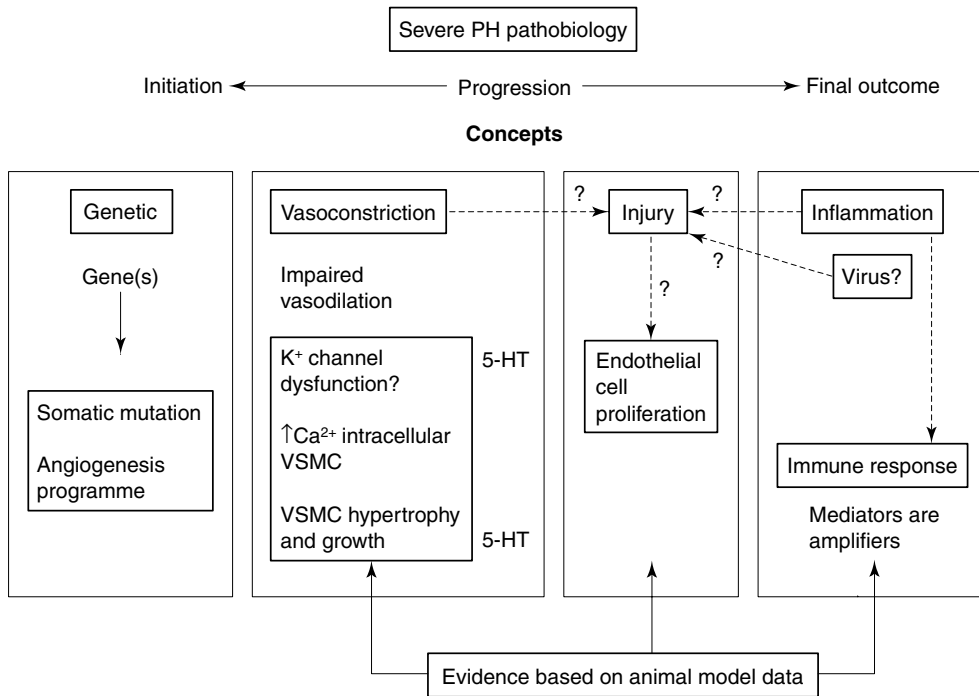 Severe PH pathobiology
Initiation
Progression
Final outcome
Concepts
Genetic
Gene(s)
Somatic mutation
Angiogenesis
programme
Vasoconstriction
Impaired
vasodilation
K⁺ channel
dysfunction?
5-HT
↑Ca²⁺ intracellular
VSMC
VSMC hypertrophy
and growth
5-HT
?
Injury
?
?
?
Endothelial
cell
proliferation
Inflammation
Virus?
Immune response
Mediators are
amplifiers
Evidence based on animal model data